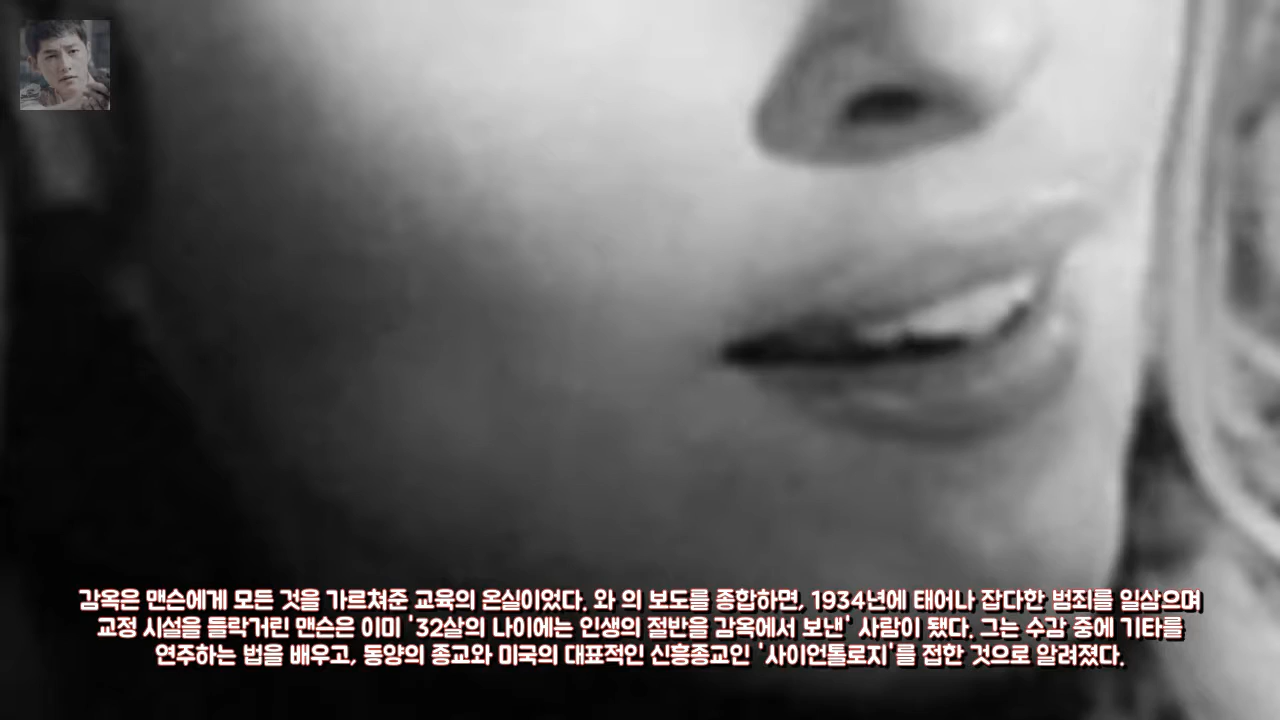 감옥은 맨슨에게 모든 것을 가르쳐준 교육의 온실이었다. 와 의 보도를 종합하면, 1934년에 태어나 잡다한 범죄를 일삼으며
교정 시설을 들락거린 맨슨은 이미 '32살의 나이에는 인생의 절반을 감옥에서 보낸' 사람이 됐다. 그는 수감 중에 기타를
연주하는 법을 배우고, 동양의 종교와 미국의 대표적인 신흥종교인 '사이언톨로지'를 접한 것으로 알려졌다.